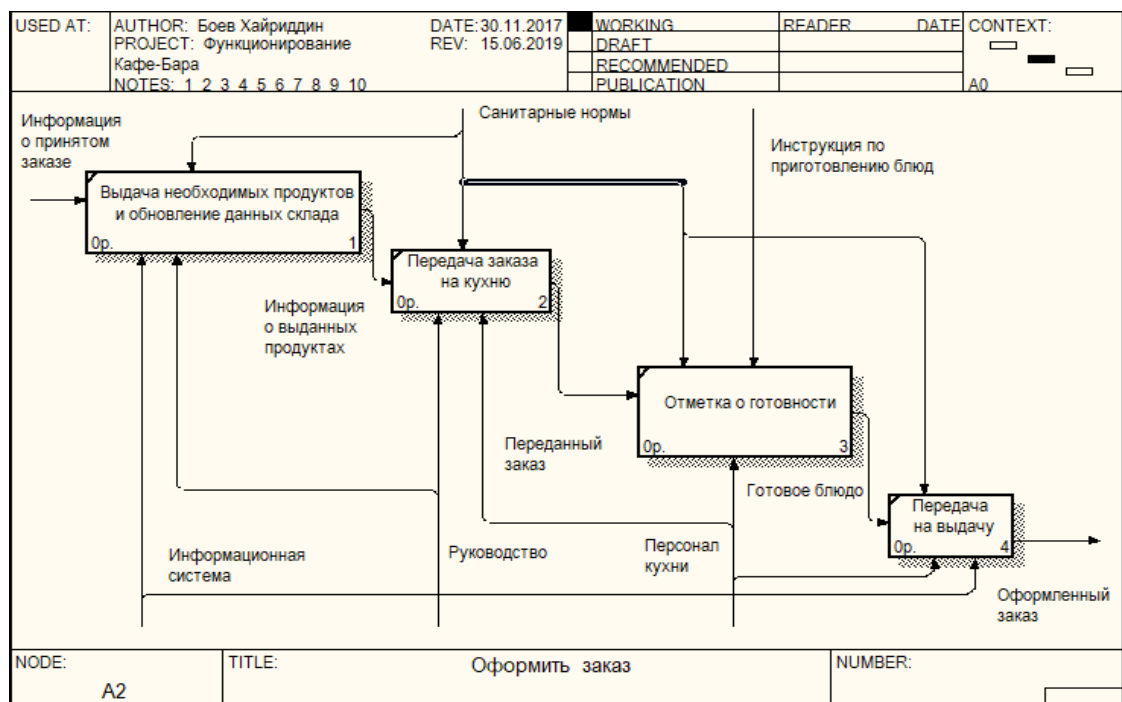 USED AT:
AUTHOR: Боев Хайриддин
DATE: 30.11.2017
PROJECT: Функционирование
REV: 15.06.2019
Кафе-Бара
NOTES: 1 2 3 4 5 6 7 8 9 10
WORKING
DRAFT
RECOMMENDED
PUBLICATION
READER
DATE
CONTEXT:
A0
Информация
о принятом
заказе
Санитарные нормы
Инструкция по
приготовлению блюд
Выдача необходимых продуктов
и обновление данных склада
0р.
1
Передача заказа
на кухню
0р.
2
Информация
о выданных
продуктах
Отметка о готовности
0р.
3
Переданный
заказ
Готовое блюдо
Передача
на выдачу
0р.
4
Информационная
система
Руководство
Персонал
кухни
Оформленный
заказ
NODE:
A2
TITLE:
Оформить заказ
NUMBER: